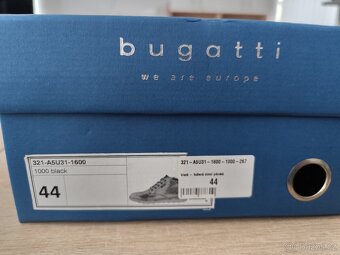 bugatti
we are europe
321-A5U31-1600
1000 black
44
321 - A5U31 - 1600 - 1000 - 267
44